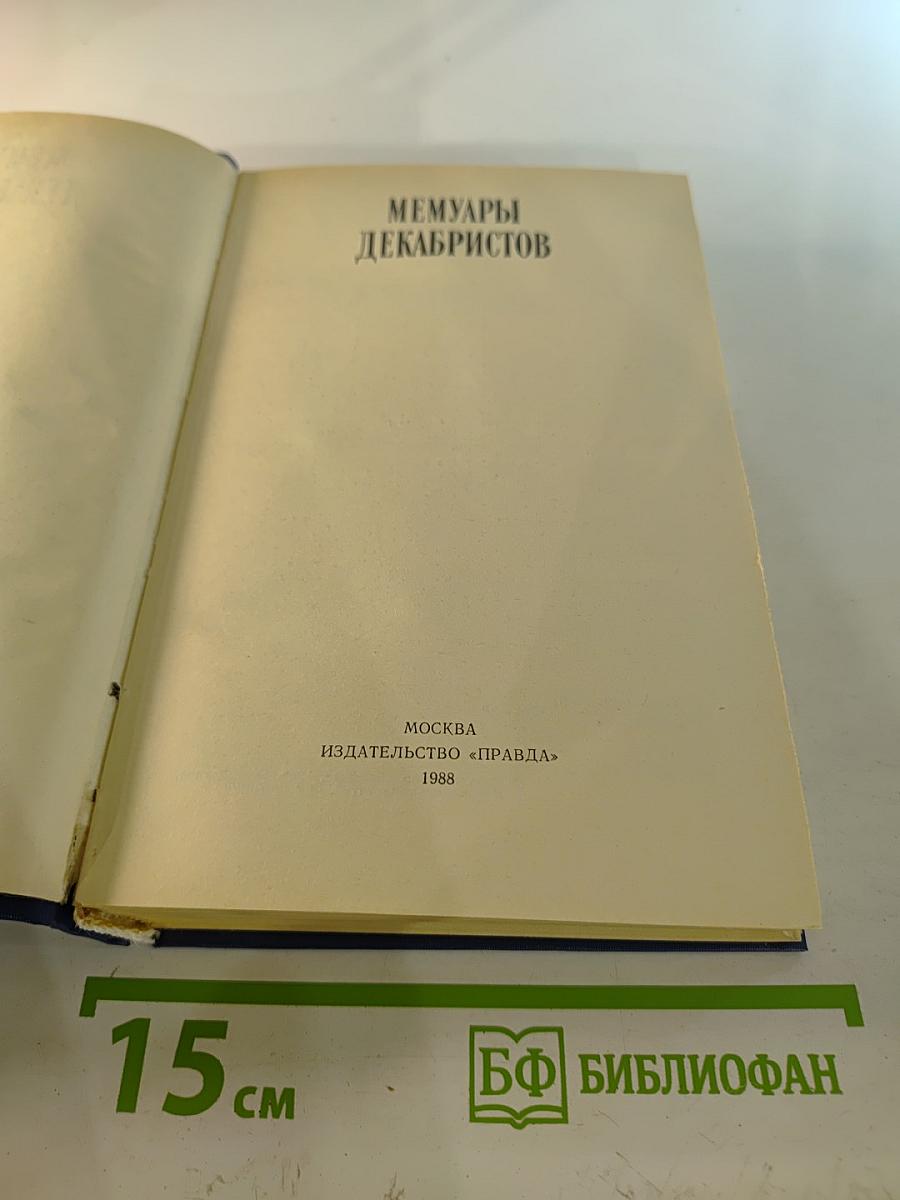 МЕМУАРЫ
ДЕКАБРИСТОВ
МОСКВА
ИЗДАТЕЛЬСТВО «ПРАВДА»
1988
15 см
БФ БИБЛИОФАН